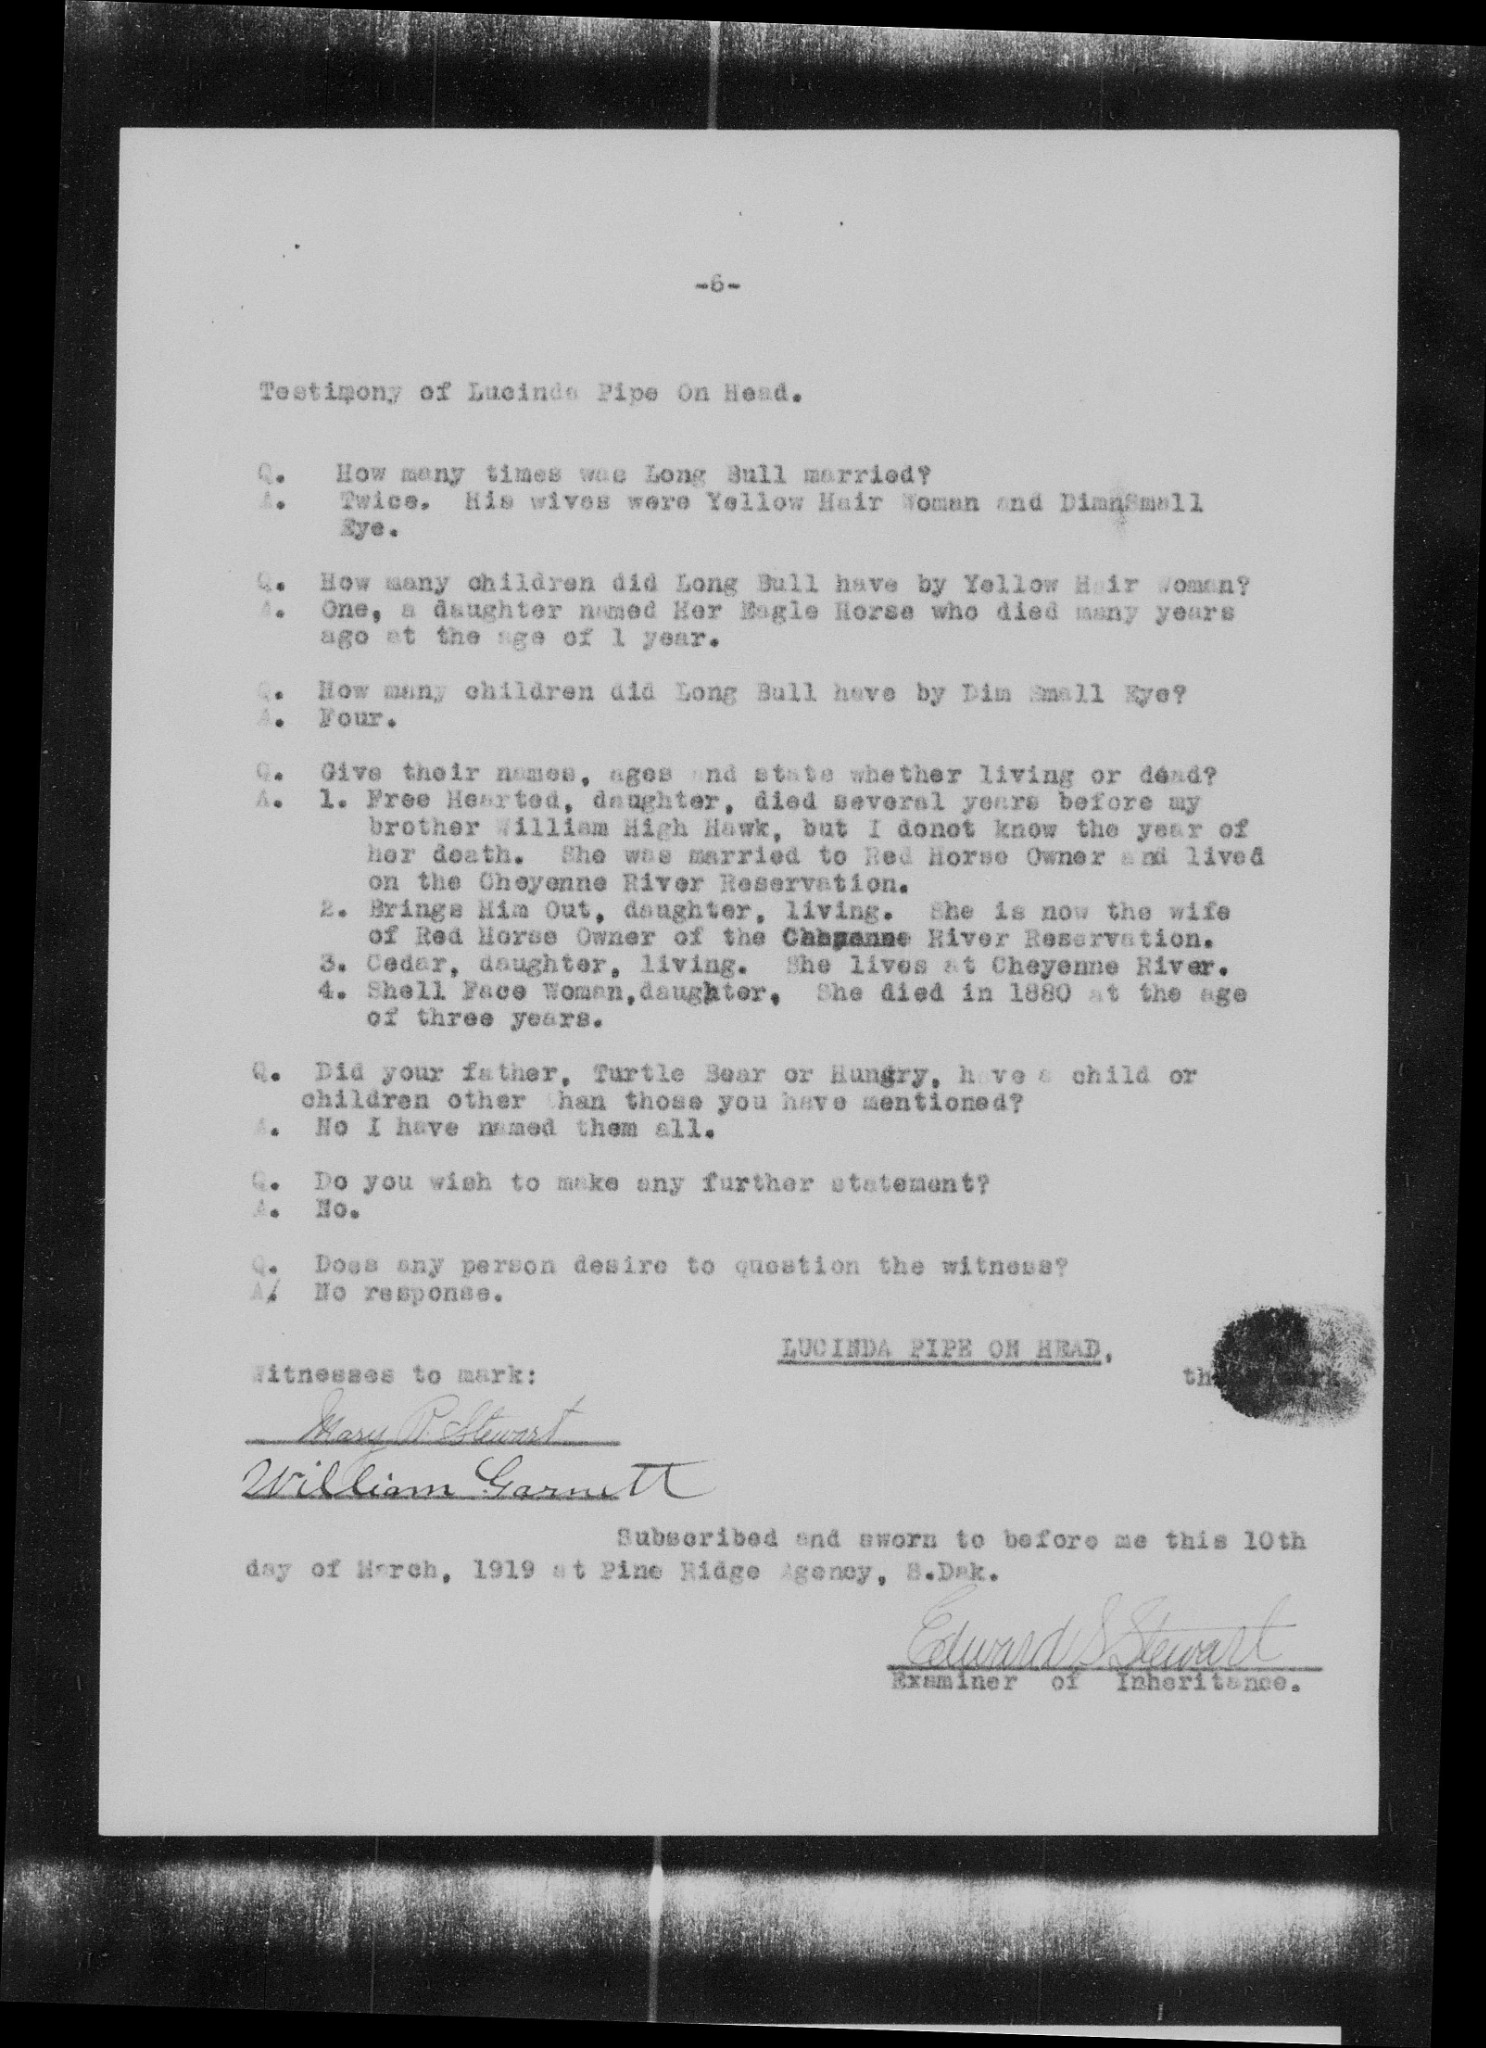 -6-
Testimony of Lucinda Pipe On Head.
Q. How many times was Long Bull married?
A. Twice. His wives were Yellow Hair Woman and DimnSmall
Eye.
Q. How many children did Long Bull have by Yellow Hair Woman?
A. One, a daughter named Her Eagle Horse who died many years
ago at the age of 1 year.
Q. How many children did Long Bull have by Dim Small Eye?
A. Four.
Q. Give their names, ages and state whether living or dead?
A. 1. Free Hearted, daughter, died several years before my
brother William High Hawk, but I donot know the year of
her death. She was married to Red Horse Owner and lived
on the Cheyenne River Reservation.
2. Brings Him Out, daughter, living. She is now the wife
of Red Horse Owner of the Cheyenne River Reservation.
3. Cedar, daughter, living. She lives at Cheyenne River.
4. Shell Face Woman,daughter, She died in 1880 at the age
of three years.
Q. Did your father, Turtle Bear or Hungry, have a child or
children other than those you have mentioned?
A. No I have named them all.
Q. Do you wish to make any further statement?
A. No.
Q. Does any person desire to question the witness?
A/ No response.
LUCINDA PIPE ON HEAD,
Witnesses to mark:
mark
Mary R. Stewart
William Garnett
Subscribed and sworn to before me this 10th
day of March, 1919 at Pine Ridge Agency, S.Dak.
Edward S Stewart
Examiner of Inheritance.